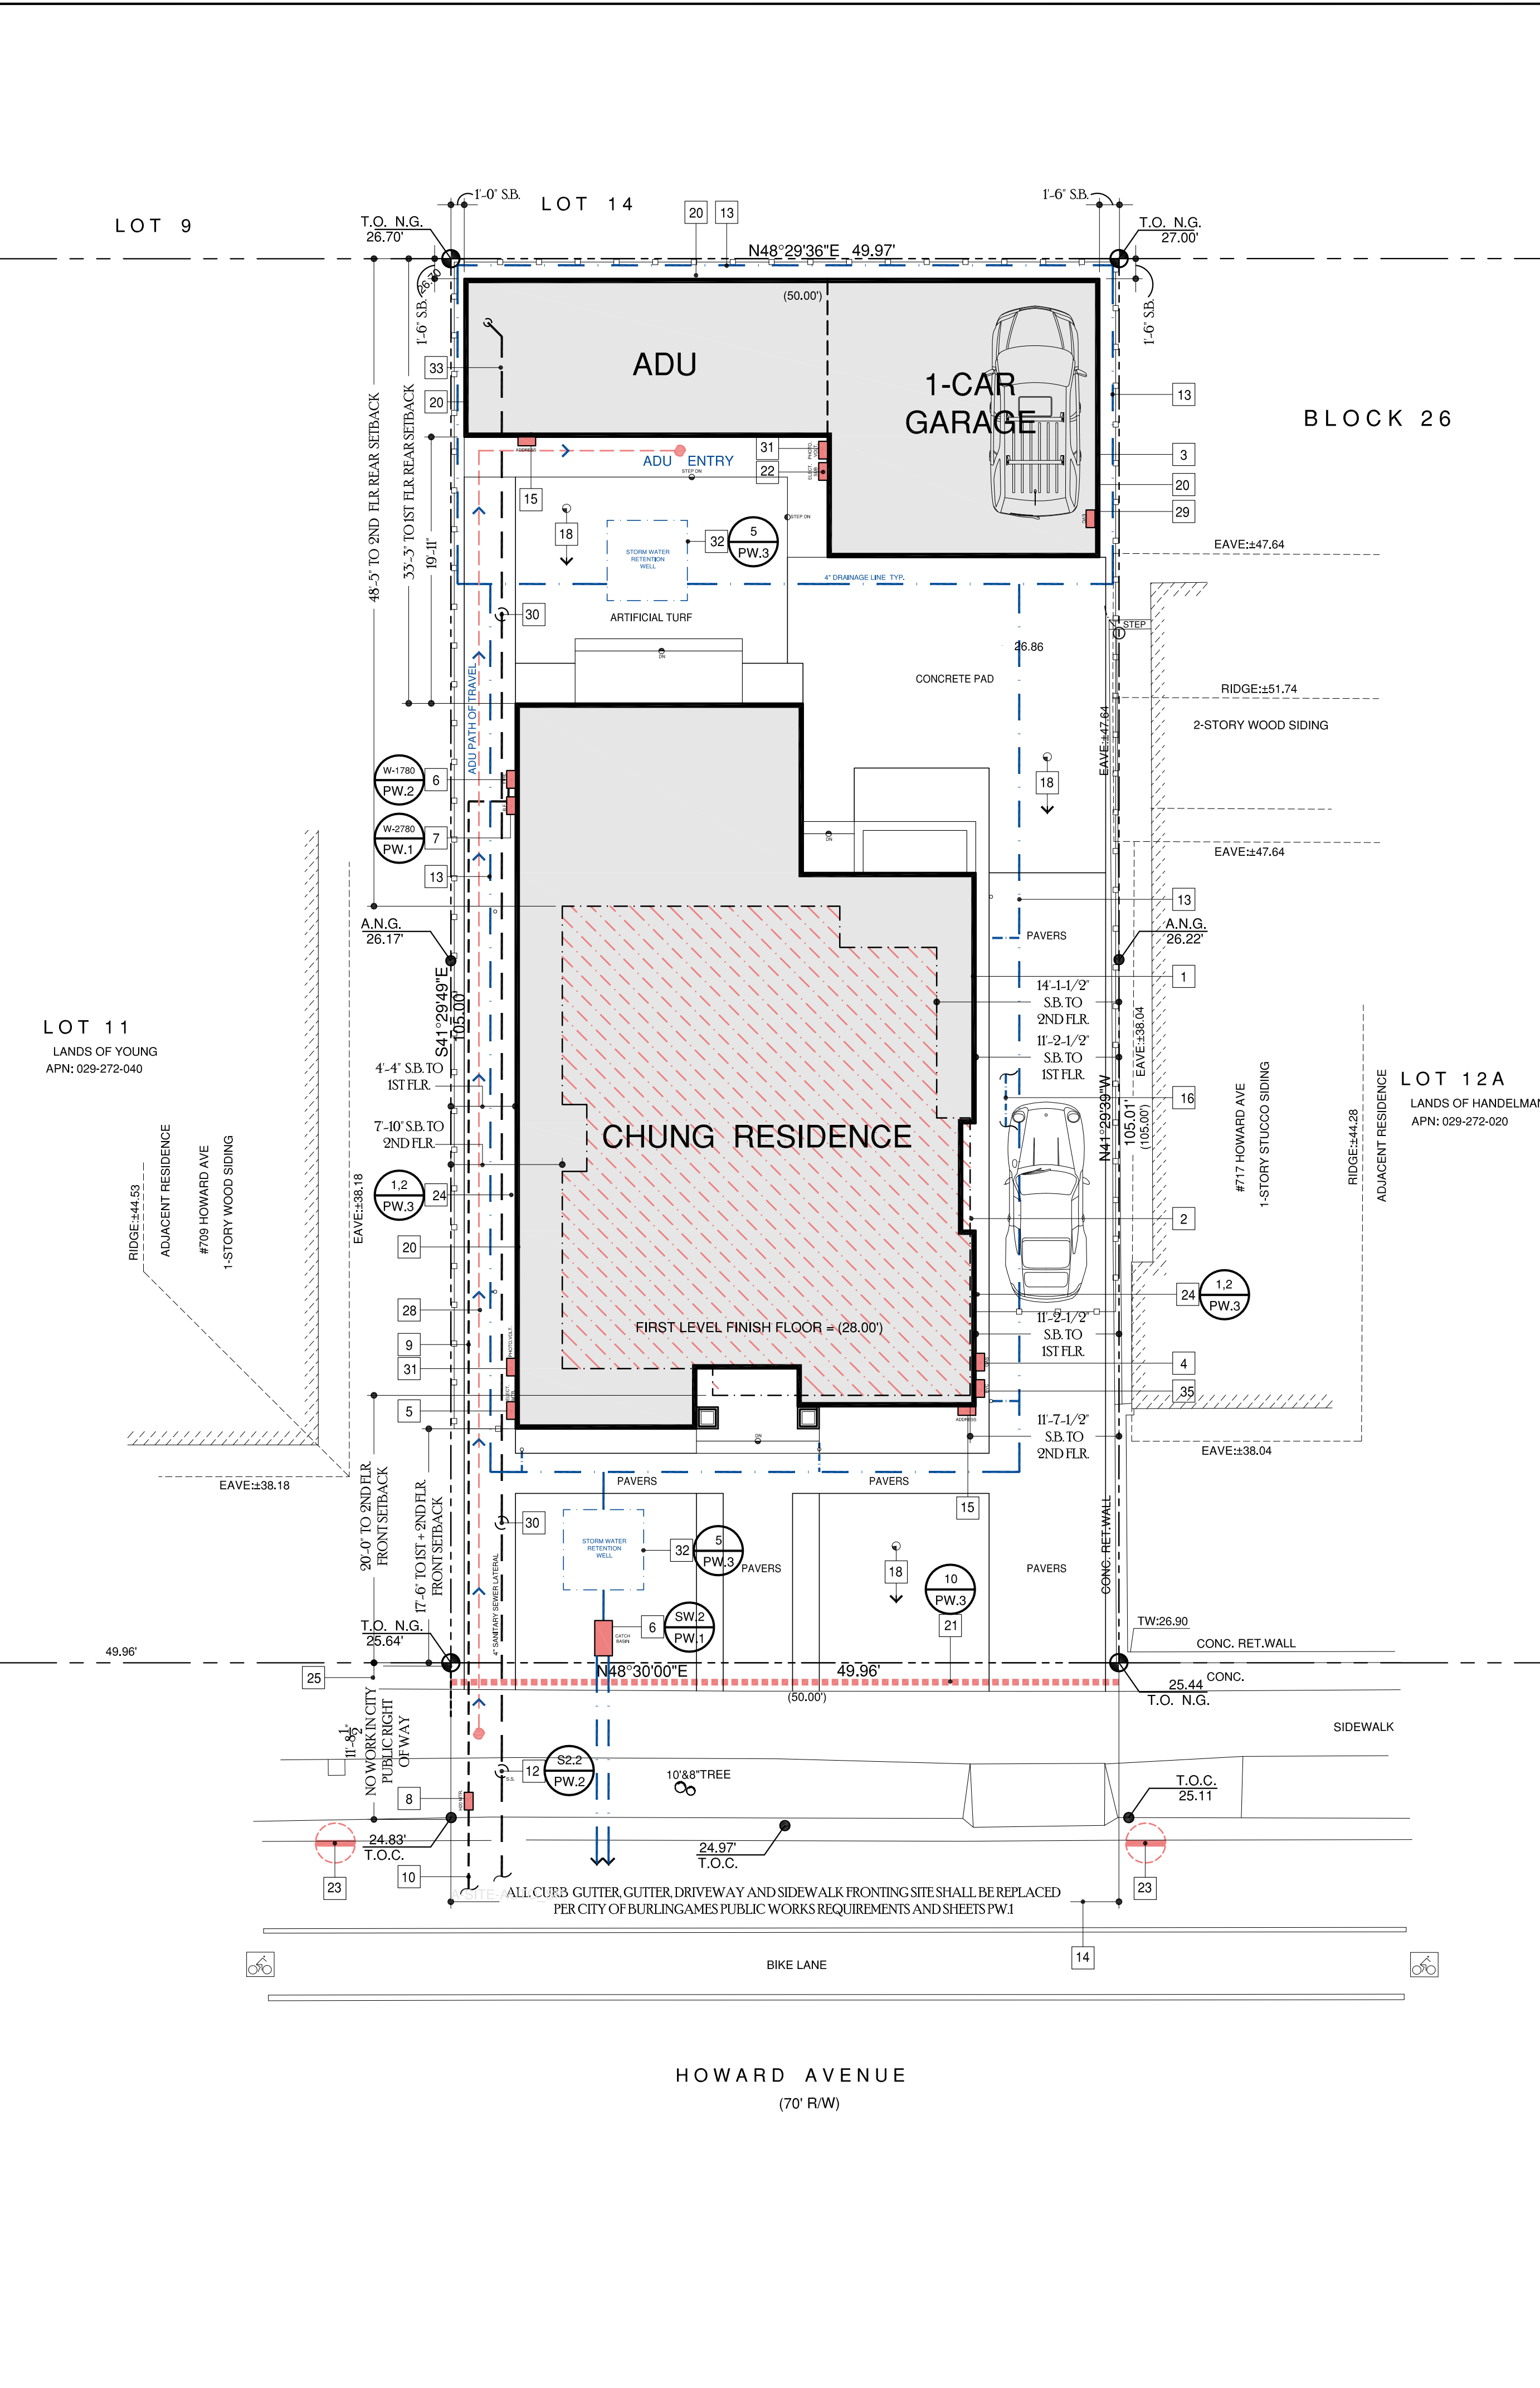 1'-0" S.B.
LOT 14
1'-6" S.B.
LOT 9
T.O. N.G.
26.70'
20
13
T.O. N.G.
27.00'
N48°29'36"E 49.97'
26.70
(50.00')
1'-6" S.B.
1'-6" S.B.
33
ADU
1-CAR
GARAGE
20
13
BLOCK 26
48'-5" TO 2ND FLR. REAR SETBACK
33'-3" TO 1ST FLR. REAR SETBACK
19'-11"
ADDRESS
ADU ENTRY
STEP DN
31
PHOTO. VOLT.
22
3
15
20
18
STEP DN
29
32
5
PW.3
STORM WATER
RETENTION
WELL
EAVE:±47.64
4" DRAINAGE LINE TYP.
30
ARTIFICIAL TURF
STEP
26.86
CONCRETE PAD
RIDGE:±51.74
2-STORY WOOD SIDING
ADU PATH OF TRAVEL
EAVE:±47.64
W-1780
PW.2
6
18
W-2780
PW.1
7
EAVE:±47.64
13
13
A.N.G.
26.17'
A.N.G.
26.22'
PAVERS
1
S41°29'49"E
105.00'
14'-1-1/2"
S.B. TO
2ND FLR.
LOT 11
LANDS OF YOUNG
APN: 029-272-040
11'-2-1/2"
S.B. TO
1ST FLR.
EAVE:±38.04
4'-4" S.B. TO
1ST FLR.
N41°29'39"W
105.01'
(105.00')
16
LOT 12A
LANDS OF HANDELMAN
APN: 029-272-020
#717 HOWARD AVE
1-STORY STUCCO SIDING
RIDGE:±44.28
ADJACENT RESIDENCE
7'-10" S.B. TO
2ND FLR.
CHUNG RESIDENCE
RIDGE:±44.53
ADJACENT RESIDENCE
#709 HOWARD AVE
1-STORY WOOD SIDING
EAVE:±38.18
1,2
PW.3
24
2
20
28
24
1,2
PW.3
FIRST LEVEL FINISH FLOOR = (28.00')
11'-2-1/2"
S.B. TO
1ST FLR.
9
31
PHOTO.VOLT.
4
35
5
ADDRESS
11'-7-1/2"
S.B. TO
2ND FLR.
EAVE:±38.04
EAVE:±38.18
PAVERS
PAVERS
15
20'-0" TO 2ND FLR.
FRONT SETBACK
17'-6" TO 1ST + 2ND FLR.
FRONT SETBACK
30
STORM WATER
RETENTION
WELL
32
5
PW.3
PAVERS
18
PAVERS
CONC. RET.WALL
4" SANITARY SEWER LATERAL
10
PW.3
21
T.O. N.G.
25.64'
CATCH
BASIN
6
SW.2
PW.1
TW:26.90
CONC. RET.WALL
49.96'
N48°30'00"E
49.96'
25
CONC.
25.44
T.O. N.G.
(50.00')
SIDEWALK
11'-8 1/2"
NO WORK IN CITY
PUBLIC RIGHT
OF WAY
S.S.
12
S2.2
PW.2
10'&8"TREE
8
T.O.C.
25.11
24.83'
T.O.C.
24.97'
T.O.C.
23
10
23
ALL CURB GUTTER, GUTTER, DRIVEWAY AND SIDEWALK FRONTING SITE SHALL BE REPLACED
PER CITY OF BURLINGAMES PUBLIC WORKS REQUIREMENTS AND SHEETS PW.1
14
BIKE LANE
HOWARD AVENUE
(70' R/W)